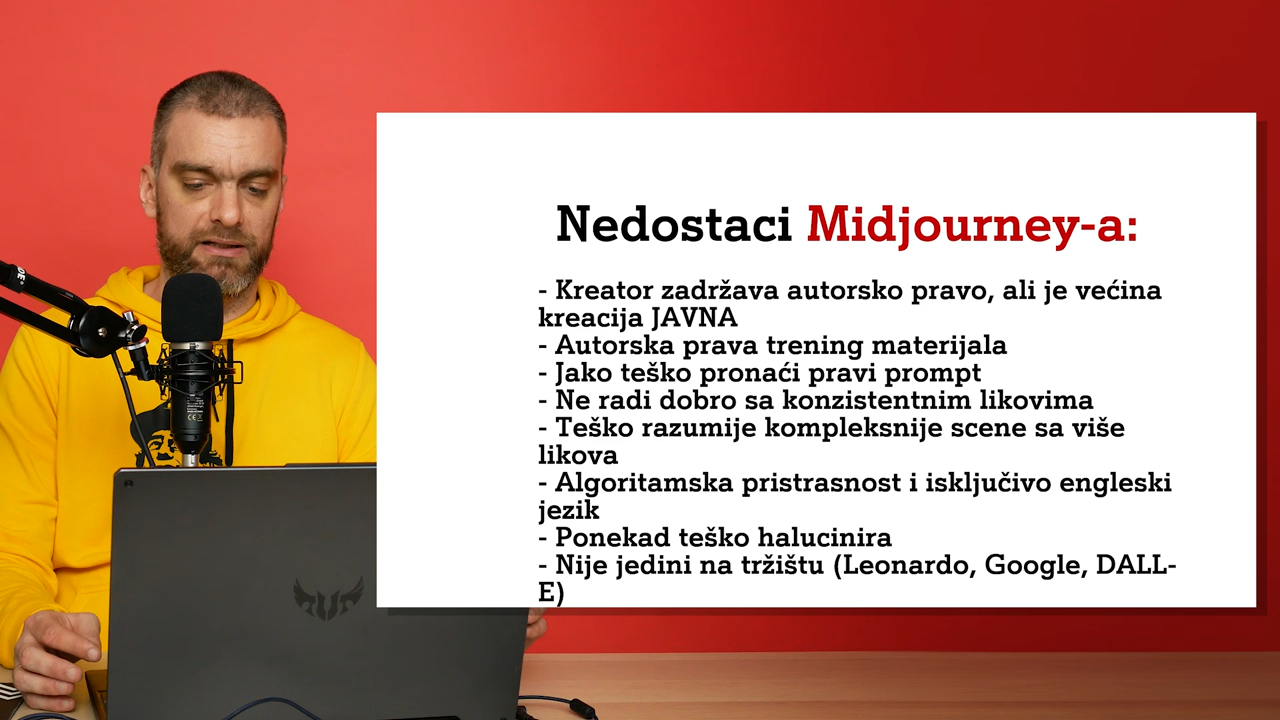 Nedostaci Midjourney-a:
- Kreator zadržava autorsko pravo, ali je većina
kreacija JAVNA
- Autorska prava trening materijala
- Jako teško pronaći pravi prompt
- Ne radi dobro sa konzistentnim likovima
- Teško razumije kompleksnije scene sa više
likova
- Algoritamska pristrasnost i isključivo engleski
jezik
- Ponekad teško halucinira
- Nije jedini na tržištu (Leonardo, Google, DALL-
E)
TUF